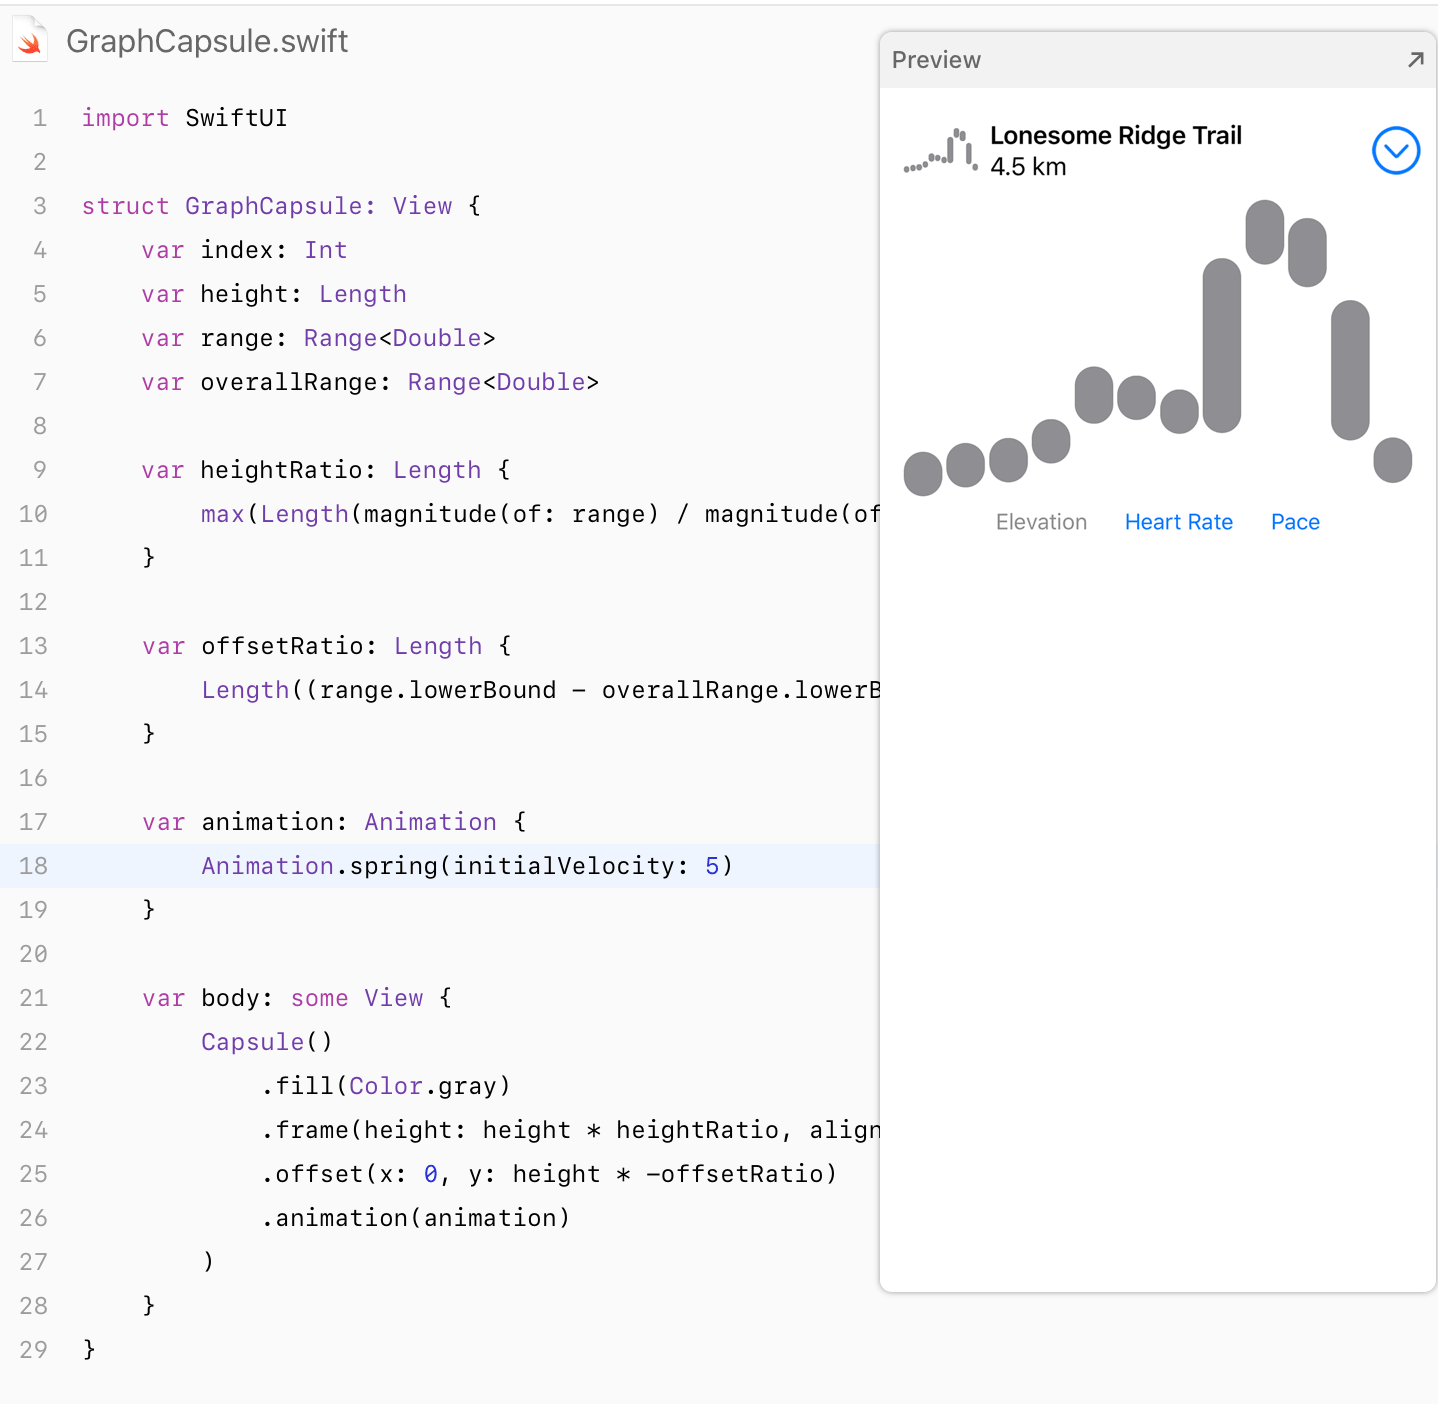 GraphCapsule.swift
1 import SwiftUI
2
3 struct GraphCapsule: View {
4 var index: Int
5 var height: Length
6 var range: Range<Double>
7 var overallRange: Range<Double>
8
9 var heightRatio: Length {
10 max(Length(magnitude(of: range) / magnitude(of
11 }
12
13 var offsetRatio: Length {
14 Length((range.lowerBound - overallRange.lowerB
15 }
16
17 var animation: Animation {
18 Animation.spring(initialVelocity: 5)
19 }
20
21 var body: some View {
22 Capsule()
23 .fill(Color.gray)
24 .frame(height: height * heightRatio, align
25 .offset(x: 0, y: height * -offsetRatio)
26 .animation(animation)
27 )
28 }
29 }
Preview
Lonesome Ridge Trail
4.5 km
Elevation Heart Rate Pace